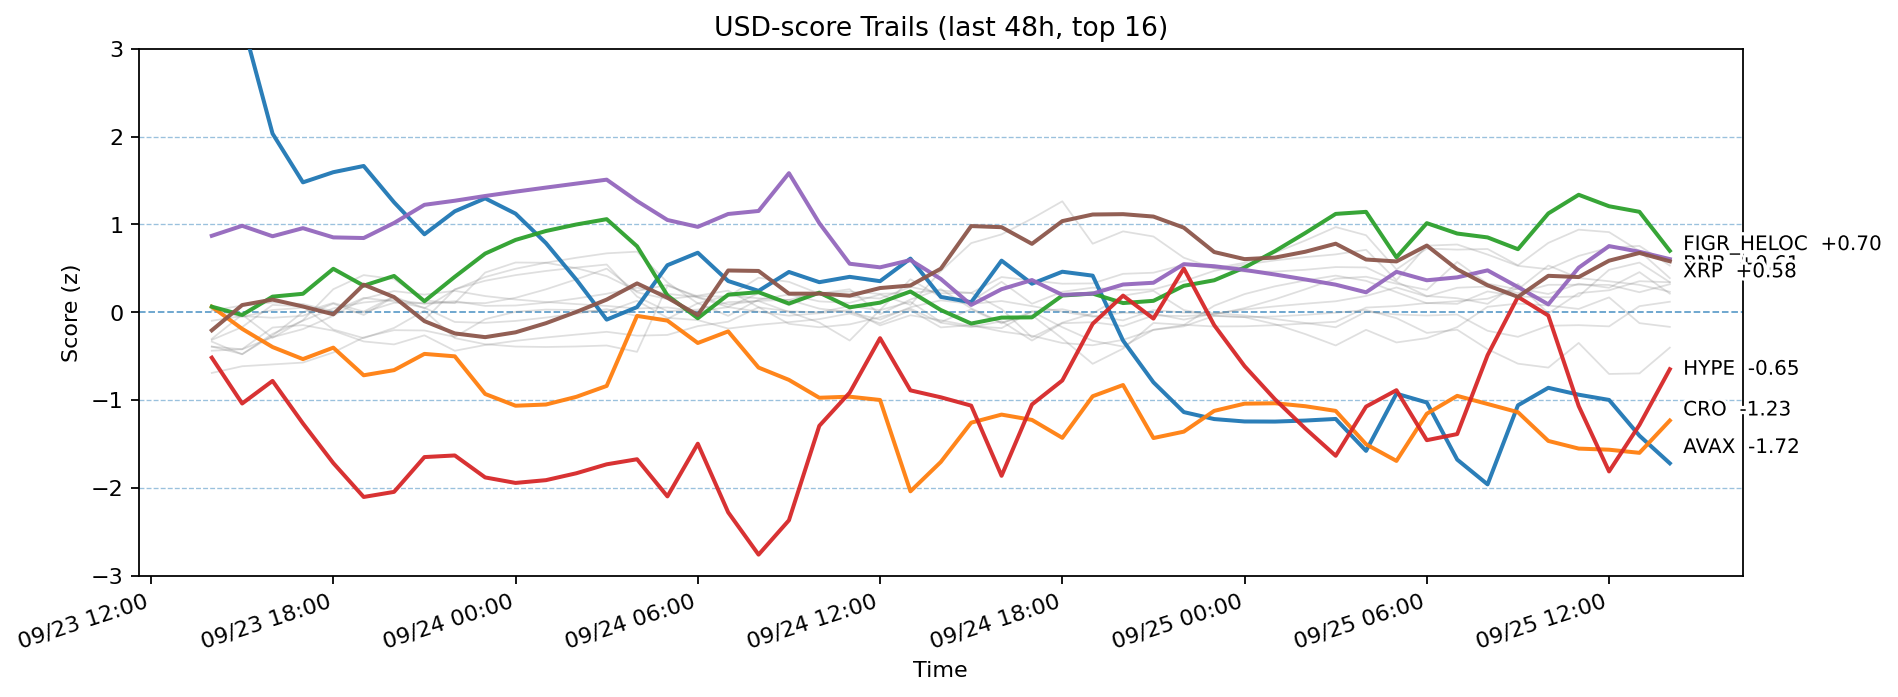 USD-score Trails (last 48h, top 16)
Score (z)
3
2
1
0
−1
−2
−3
FIGR_HELOC +0.70
XRP +0.58
HYPE -0.65
CRO -1.23
AVAX -1.72
09/23 12:00
09/23 18:00
09/24 00:00
09/24 06:00
09/24 12:00
09/24 18:00
09/25 00:00
09/25 06:00
09/25 12:00
Time